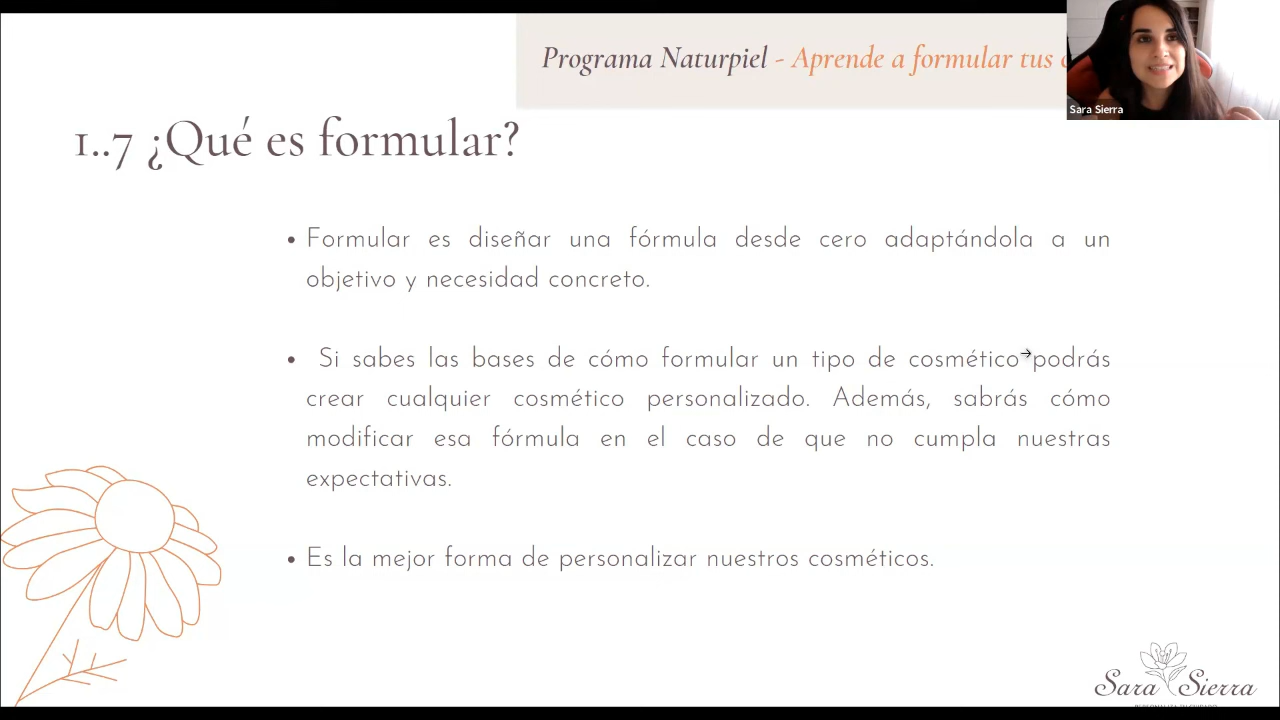 Programa Naturpiel - Aprende a formular tus
Sara Sierra
1..7 ¿Qué es formular?
• Formular es diseñar una fórmula desde cero adaptándola a un
objetivo y necesidad concreto.
• Si sabes las bases de cómo formular un tipo de cosmético podrás
crear cualquier cosmético personalizado. Además, sabrás cómo
modificar esa fórmula en el caso de que no cumpla nuestras
expectativas.
• Es la mejor forma de personalizar nuestros cosméticos.
Sara Sierra